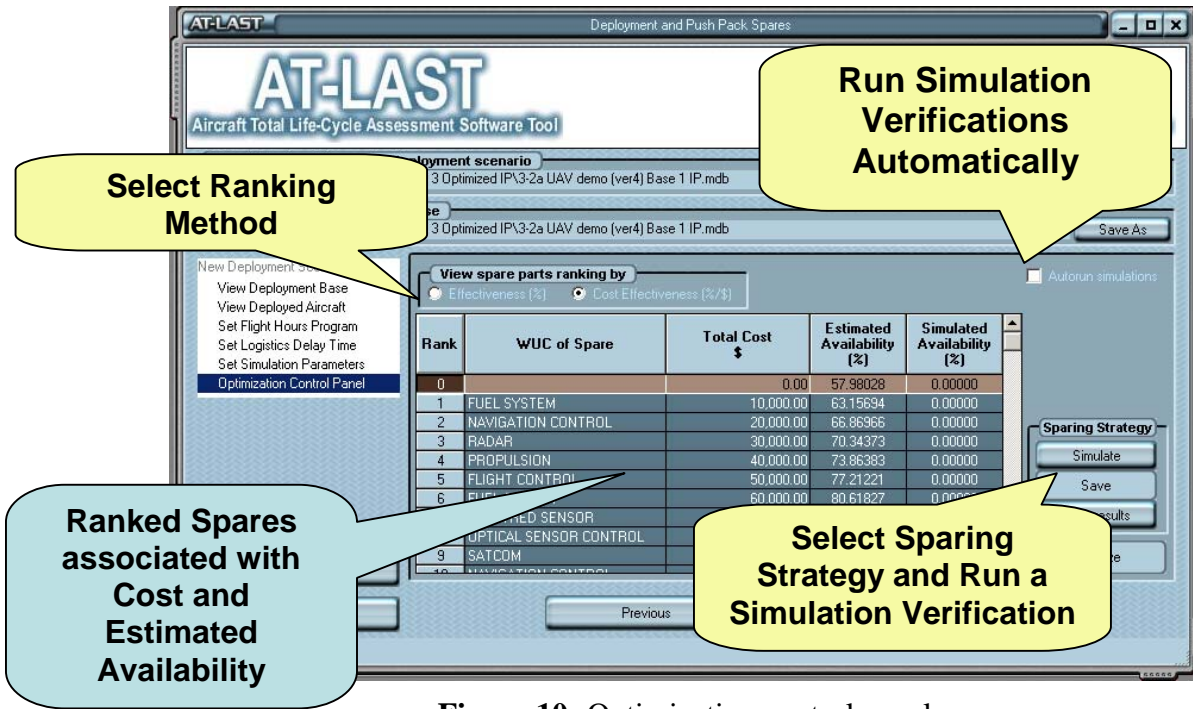 AT-LAST
Deployment and Push Pack Spares
AT-LAST
Aircraft Total Life-Cycle Assessment Software Tool
Run Simulation
Verifications
Automatically
Select Ranking
Method
scenario
3 Optimized IP\3-2a UAV demo (ver4) Base 1 IP.mdb
3 Optimized IP\3-2a UAV demo (ver4) Base 1 IP.mdb
Save As
New Deployment
View Deployment Base
View Deployed Aircraft
Set Flight Hours Program
Set Logistics Delay Time
Set Simulation Parameters
Optimization Control Panel
View spare parts ranking by
Effectiveness (%)
Cost Effectiveness (%/$)
Autorun simulations
Rank
WUC of Spare
Total Cost
$
Estimated
Availability
(%)
Simulated
Availability
(%)
0 0.00 57.98028 0.00000
1 FUEL SYSTEM 10,000.00 63.15694 0.00000
2 NAVIGATION CONTROL 20,000.00 66.86966 0.00000
3 RADAR 30,000.00 70.34373 0.00000
4 PROPULSION 40,000.00 73.86383 0.00000
5 FLIGHT CONTROL 50,000.00 77.21221 0.00000
6 60,000.00 80.61827 0.00000
SENSOR
OPTICAL SENSOR CONTROL
9 SATCOM
10 NAVIGATION CONTROL
Sparing Strategy
Simulate
Save
Ranked Spares
associated with
Cost and
Estimated
Availability
Select Sparing
Strategy and Run a
Simulation Verification
Previous